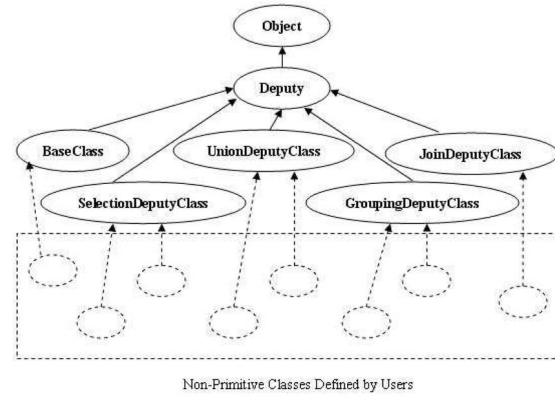 Object
Deputy
BaseClass
UnionDeputyClass
JoinDeputyClass
SelectionDeputyClass
GroupingDeputyClass
Non-Primitive Classes Defined by Users